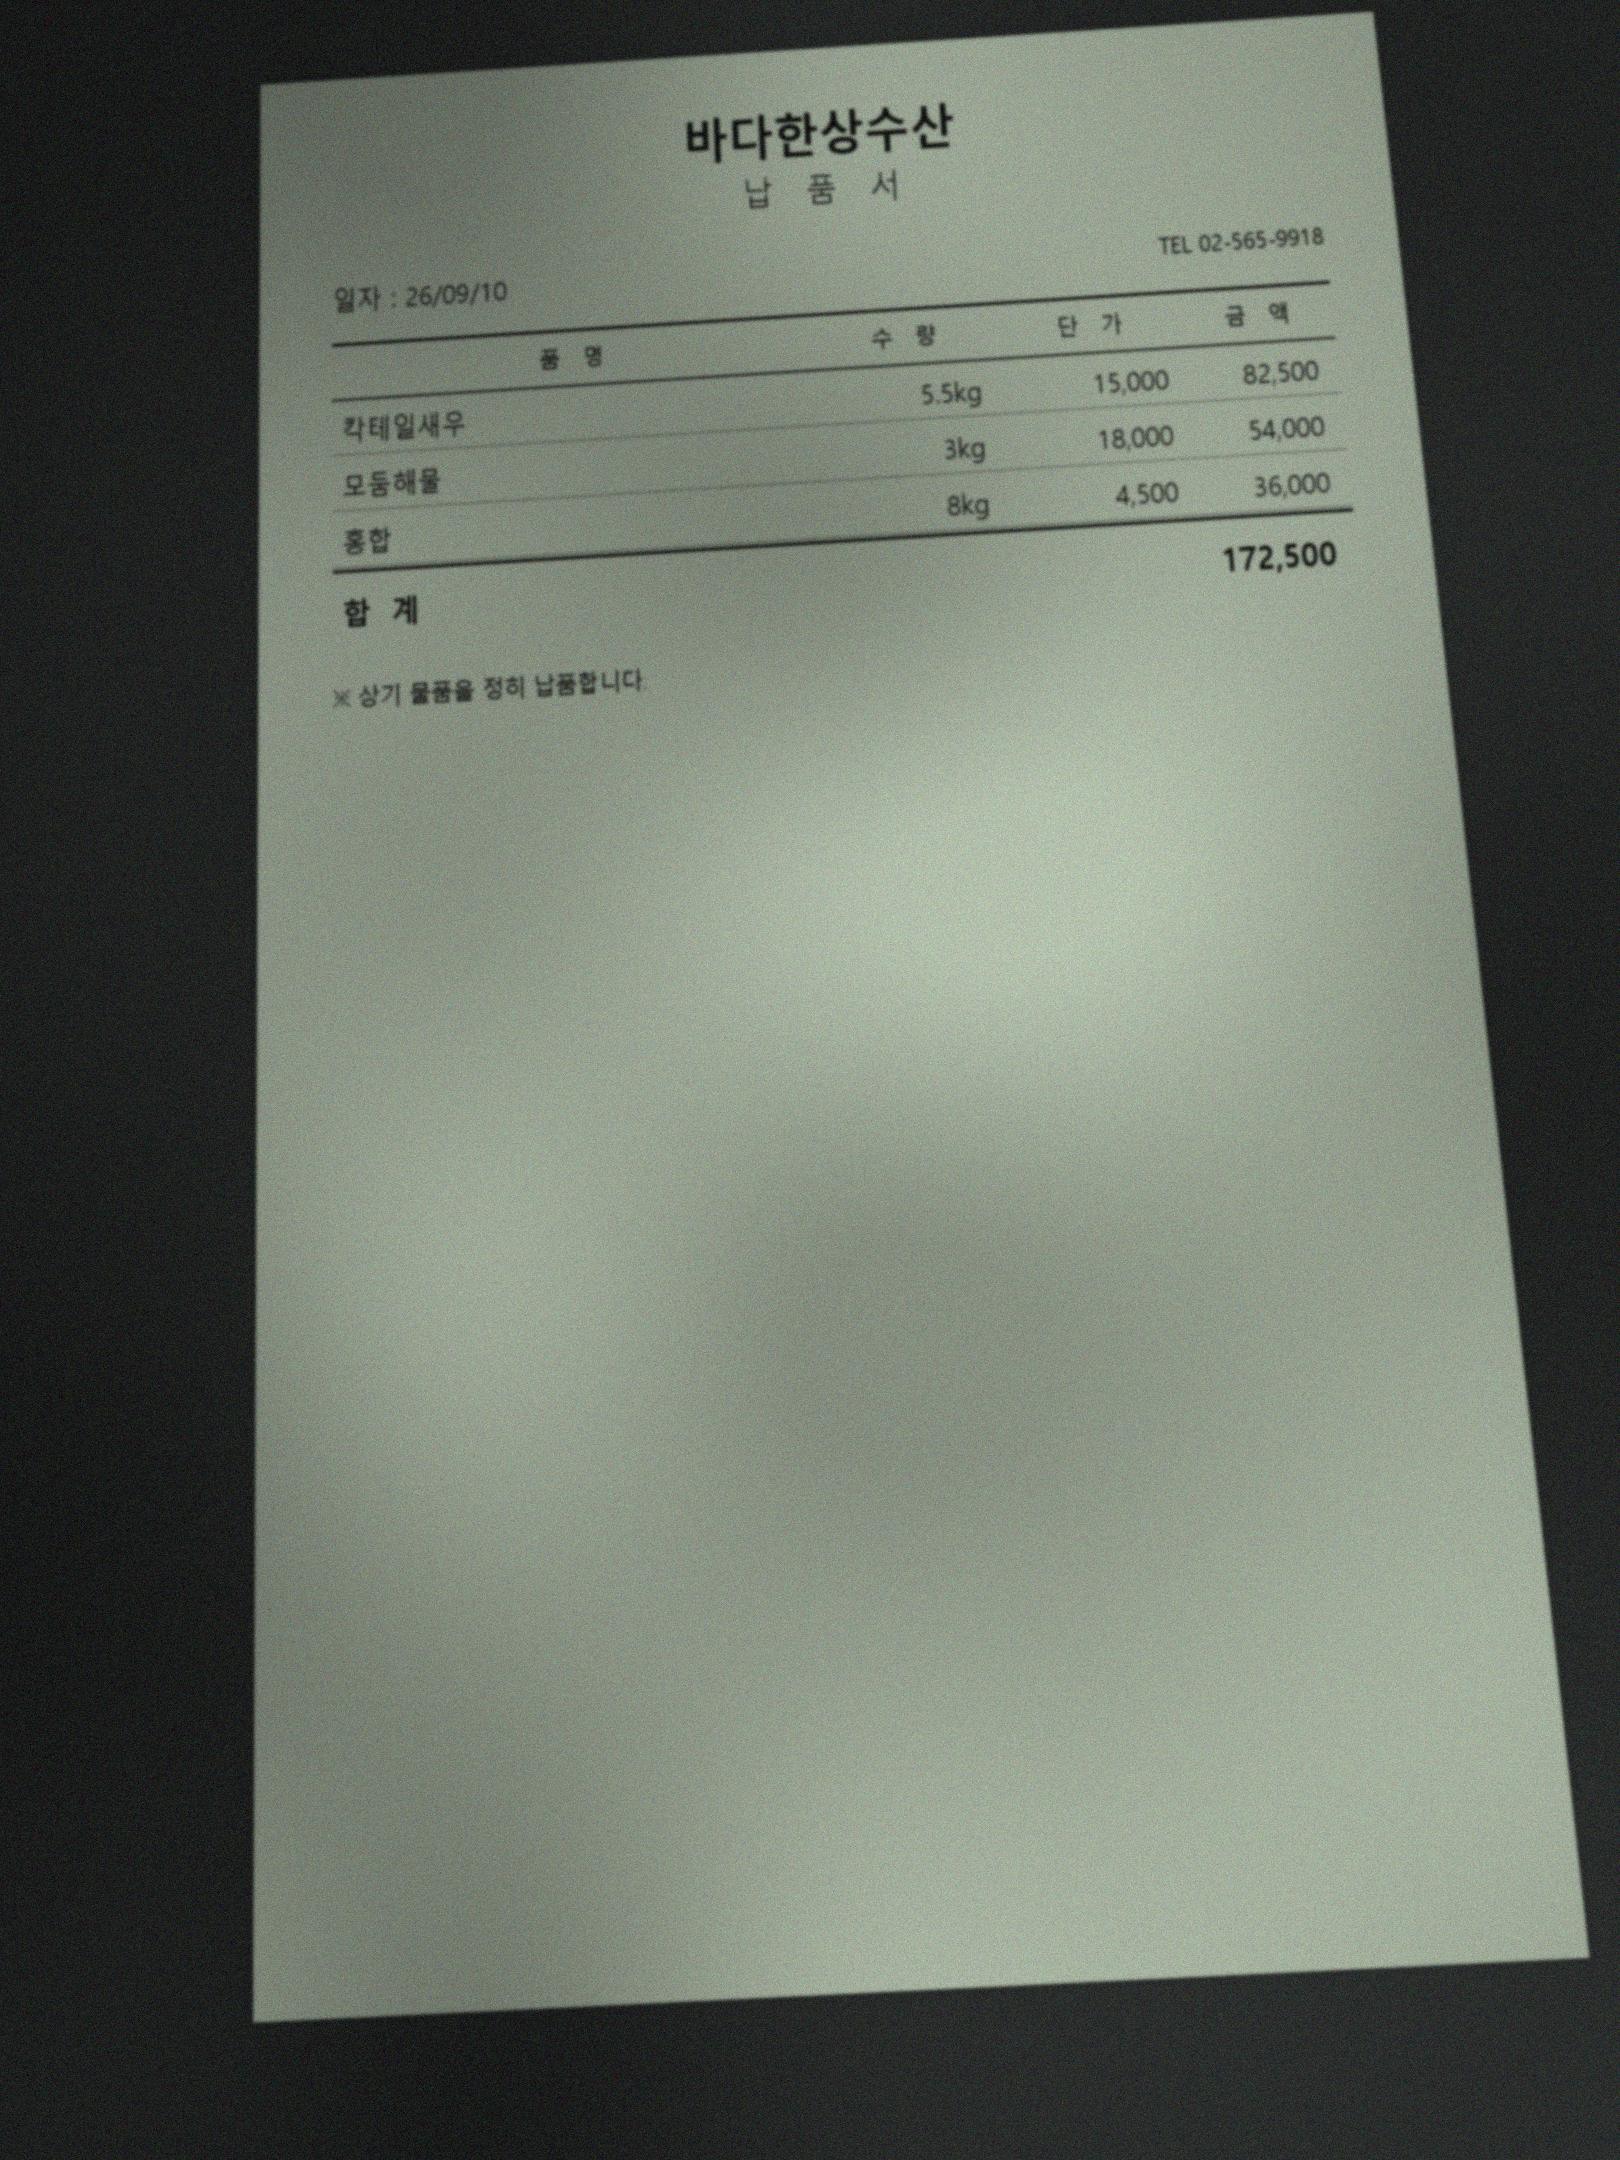 바다한상수산
납 품 서
TEL 02-565-9918
일자 : 26/09/10
품 명 수 량 단 가 금 액
칵테일새우 5.5kg 15,000 82,500
모둠해물 3kg 18,000 54,000
홍합 8kg 4,500 36,000
합 계 172,500
※ 상기 물품을 정히 납품합니다.